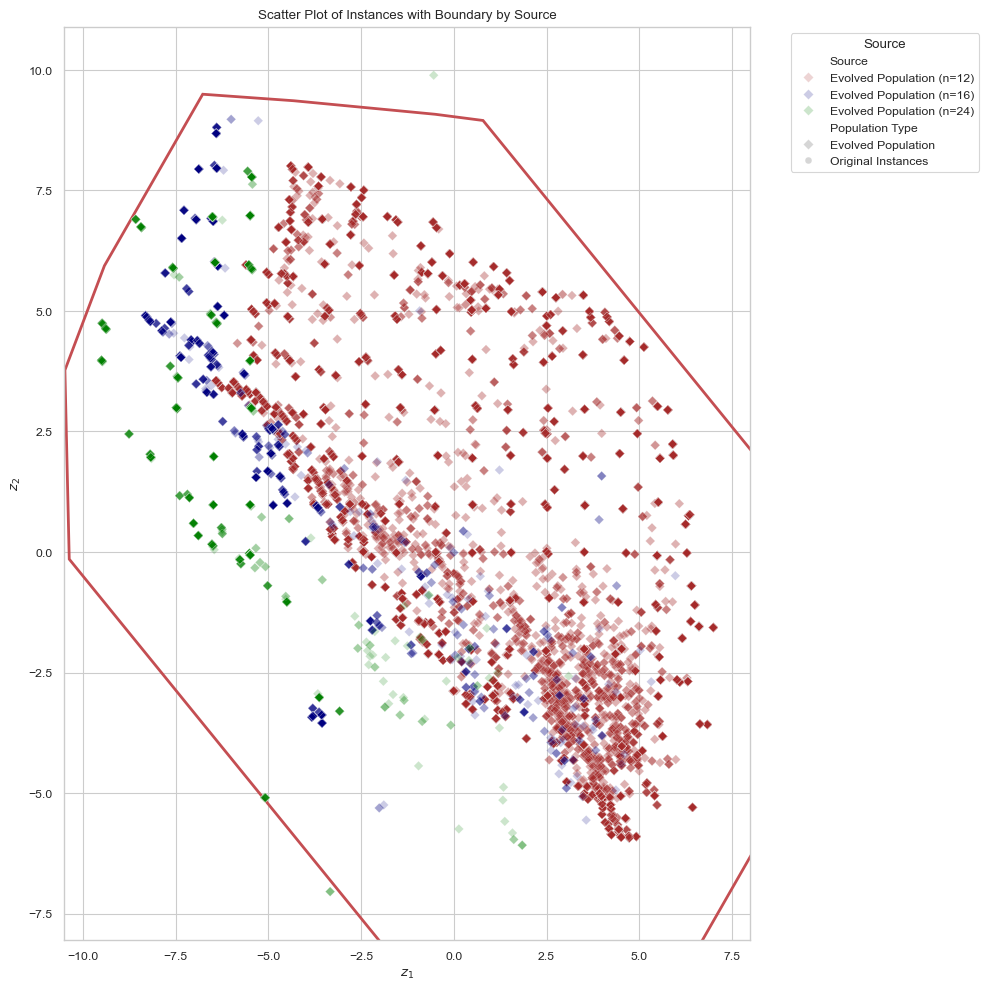 Scatter Plot of Instances with Boundary by Source
Source
Source
Evolved Population (n=12)
Evolved Population (n=16)
Evolved Population (n=24)
Population Type
Evolved Population
Original Instances
10.0
7.5
5.0
2.5
0.0
−2.5
−5.0
−7.5
z₂
−10.0 −7.5 −5.0 −2.5 0.0 2.5 5.0 7.5
z₁